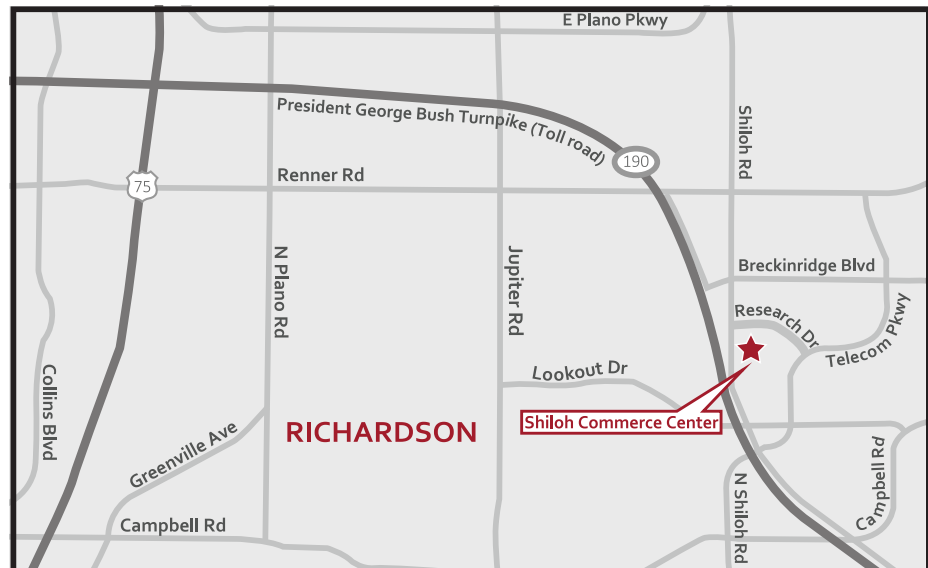 E Plano Pkwy
President George Bush Turnpike (Toll road)
Shiloh Rd
190
75
Renner Rd
N Plano Rd
Jupiter Rd
Breckinridge Blvd
Research Dr
Telecom Pkwy
Collins Blvd
Lookout Dr
Shiloh Commerce Center
RICHARDSON
Greenville Ave
Campbell Rd
N Shiloh Rd
Campbell Rd